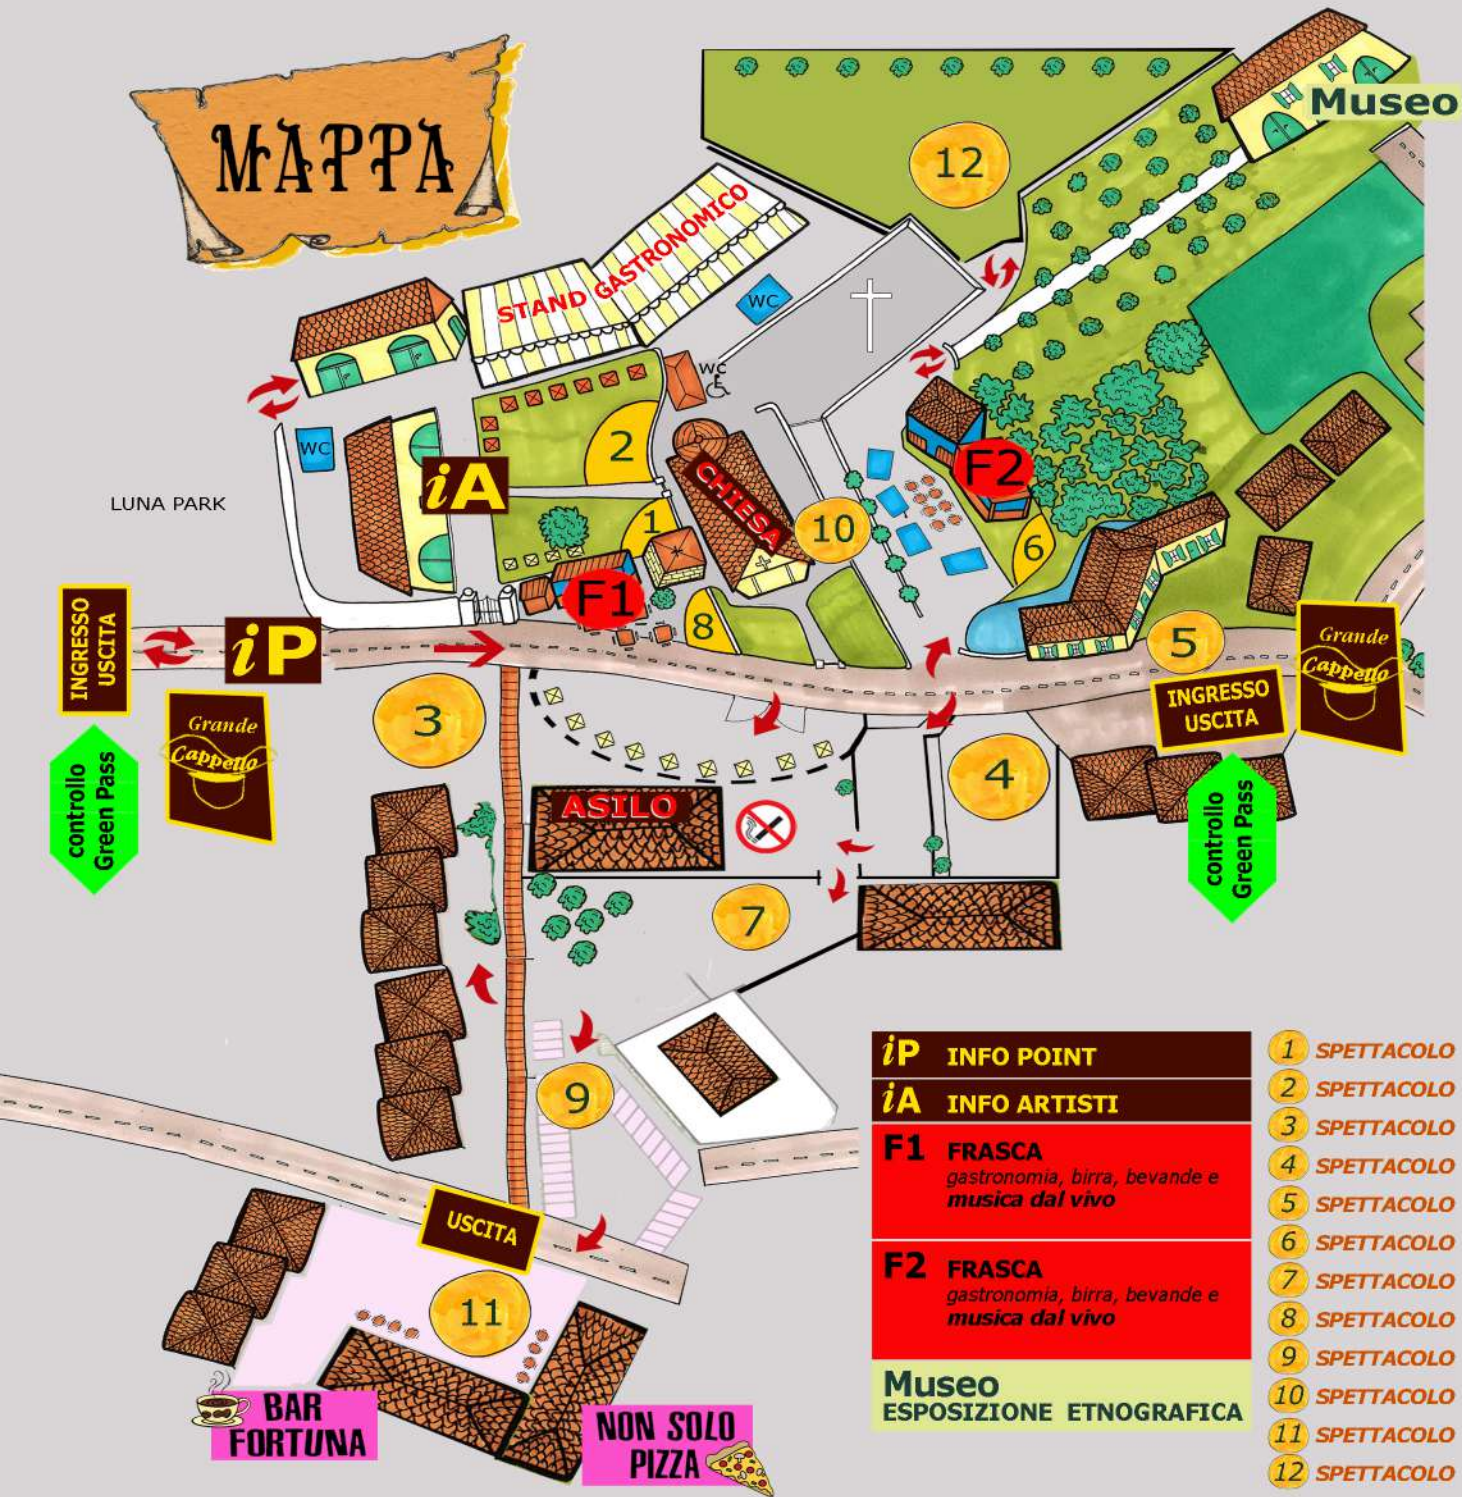 MAPPA
Museo
12
STAND GASTRONOMICO
WC
WC
WC
LUNA PARK
iA
2
1
CHIESA
10
F2
6
F1
8
5
INGRESSO
USCITA
iP
Grande
Cappello
controllo
Green Pass
3
INGRESSO
USCITA
Grande
Cappello
controllo
Green Pass
4
ASILO
7
9
USCITA
11
BAR
FORTUNA
NON SOLO
PIZZA
iP INFO POINT
iA INFO ARTISTI
F1 FRASCA
gastronomia, birra, bevande e
musica dal vivo
F2 FRASCA
gastronomia, birra, bevande e
musica dal vivo
Museo
ESPOSIZIONE ETNOGRAFICA
1 SPETTACOLO
2 SPETTACOLO
3 SPETTACOLO
4 SPETTACOLO
5 SPETTACOLO
6 SPETTACOLO
7 SPETTACOLO
8 SPETTACOLO
9 SPETTACOLO
10 SPETTACOLO
11 SPETTACOLO
12 SPETTACOLO